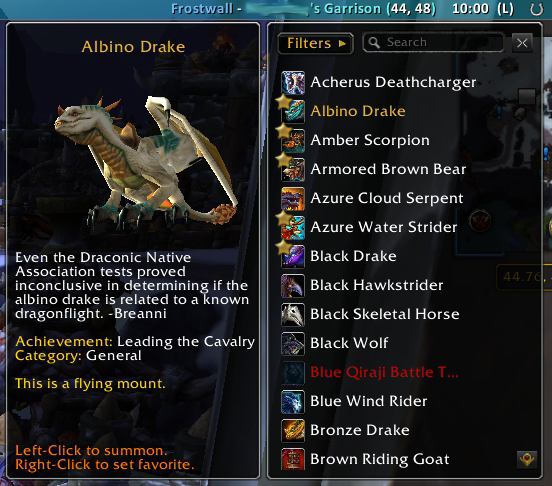 Frostwall - 's Garrison (44, 48) 10:00 (L)
Albino Drake
Even the Draconic Native
Association tests proved
inconclusive in determining if the
albino drake is related to a known
dragonflight. -Breanni
Achievement: Leading the Cavalry
Category: General
This is a flying mount.
Left-Click to summon.
Right-Click to set favorite.
Filters
Search
Acherus Deathcharger
Albino Drake
Amber Scorpion
Armored Brown Bear
Azure Cloud Serpent
Azure Water Strider
Black Drake
Black Hawkstrider
Black Skeletal Horse
Black Wolf
Blue Qiraji Battle T...
Blue Wind Rider
Bronze Drake
Brown Riding Goat
44.76,